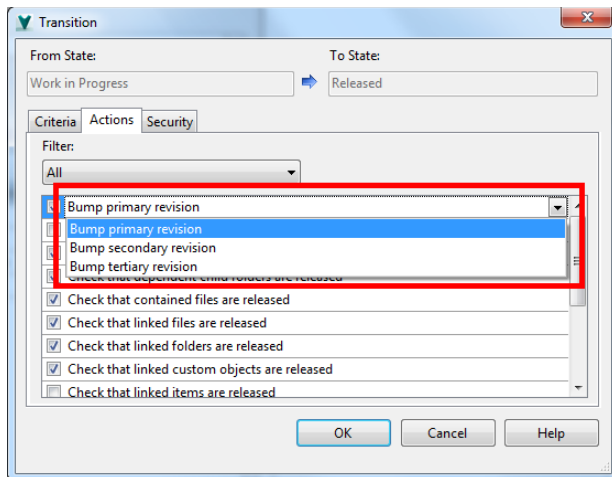 Transition
From State:
To State:
Work in Progress
Released
Criteria Actions Security
Filter:
All
Bump primary revision
Bump primary revision
Bump secondary revision
Bump tertiary revision
Check that dependent child folders are released
Check that contained files are released
Check that linked files are released
Check that linked folders are released
Check that linked custom objects are released
Check that linked items are released
OK Cancel Help